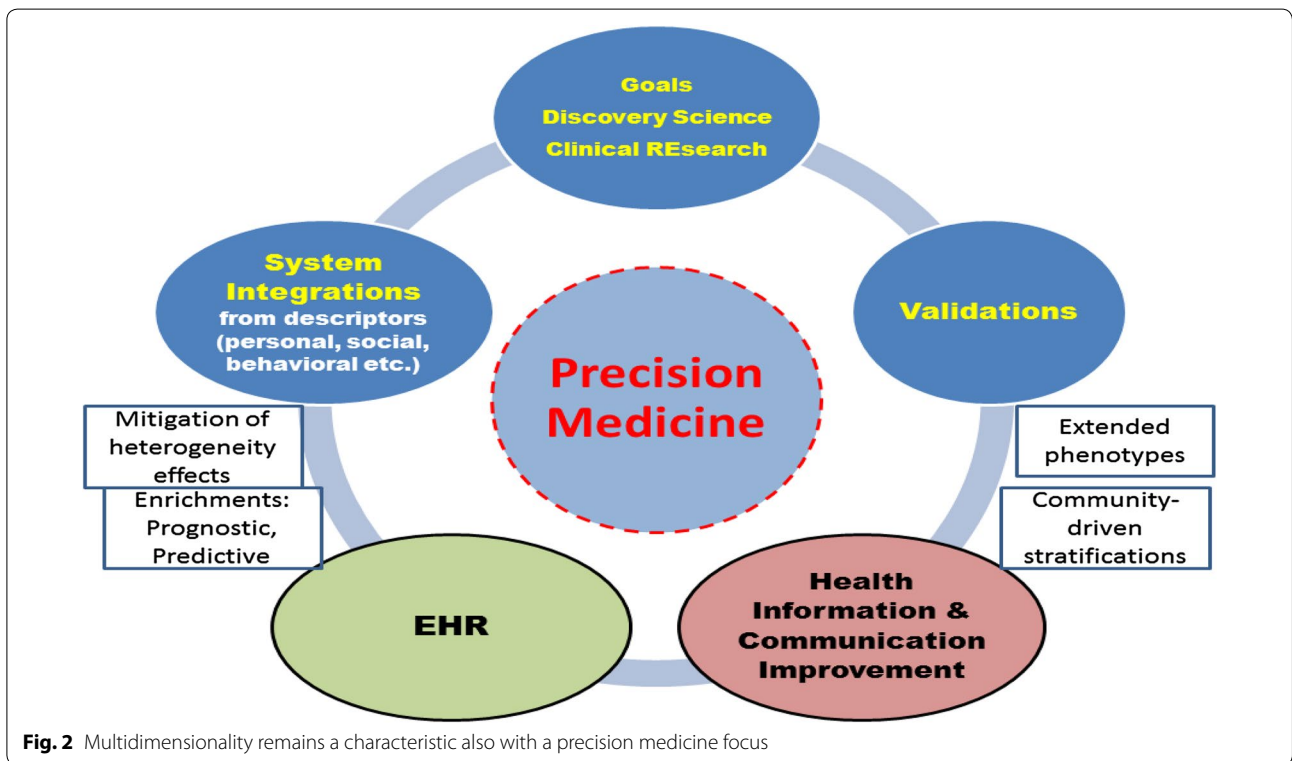 Goals
Discovery Science
Clinical REsearch
System
Integrations
from descriptors
(personal, social,
behavioral etc.)
Validations
Precision
Medicine
Mitigation of
heterogeneity
effects
Enrichments:
Prognostic,
Predictive
Extended
phenotypes
Community-
driven
stratifications
EHR
Health
Information &
Communication
Improvement
Fig. 2 Multidimensionality remains a characteristic also with a precision medicine focus